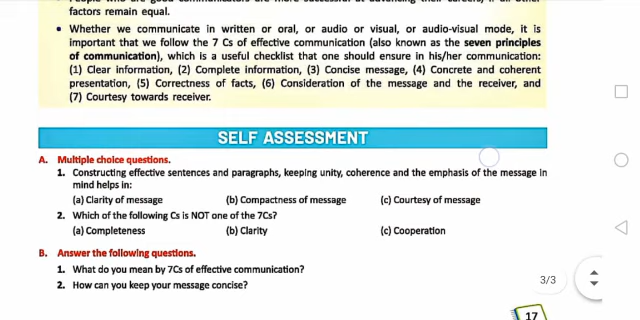 factors remain equal.
• Whether we communicate in written or oral, or audio or visual, or audio-visual mode, it is
important that we follow the 7 Cs of effective communication (also known as the seven principles
of communication), which is a useful checklist that one should ensure in his/her communication:
(1) Clear information, (2) Complete information, (3) Concise message, (4) Concrete and coherent
presentation, (5) Correctness of facts, (6) Consideration of the message and the receiver, and
(7) Courtesy towards receiver.
SELF ASSESSMENT
A. Multiple choice questions.
1. Constructing effective sentences and paragraphs, keeping unity, coherence and the emphasis of the message in
mind helps in:
(a) Clarity of message (b) Compactness of message (c) Courtesy of message
2. Which of the following Cs is NOT one of the 7Cs?
(a) Completeness (b) Clarity (c) Cooperation
B. Answer the following questions.
1. What do you mean by 7Cs of effective communication?
2. How can you keep your message concise?
3/3
17